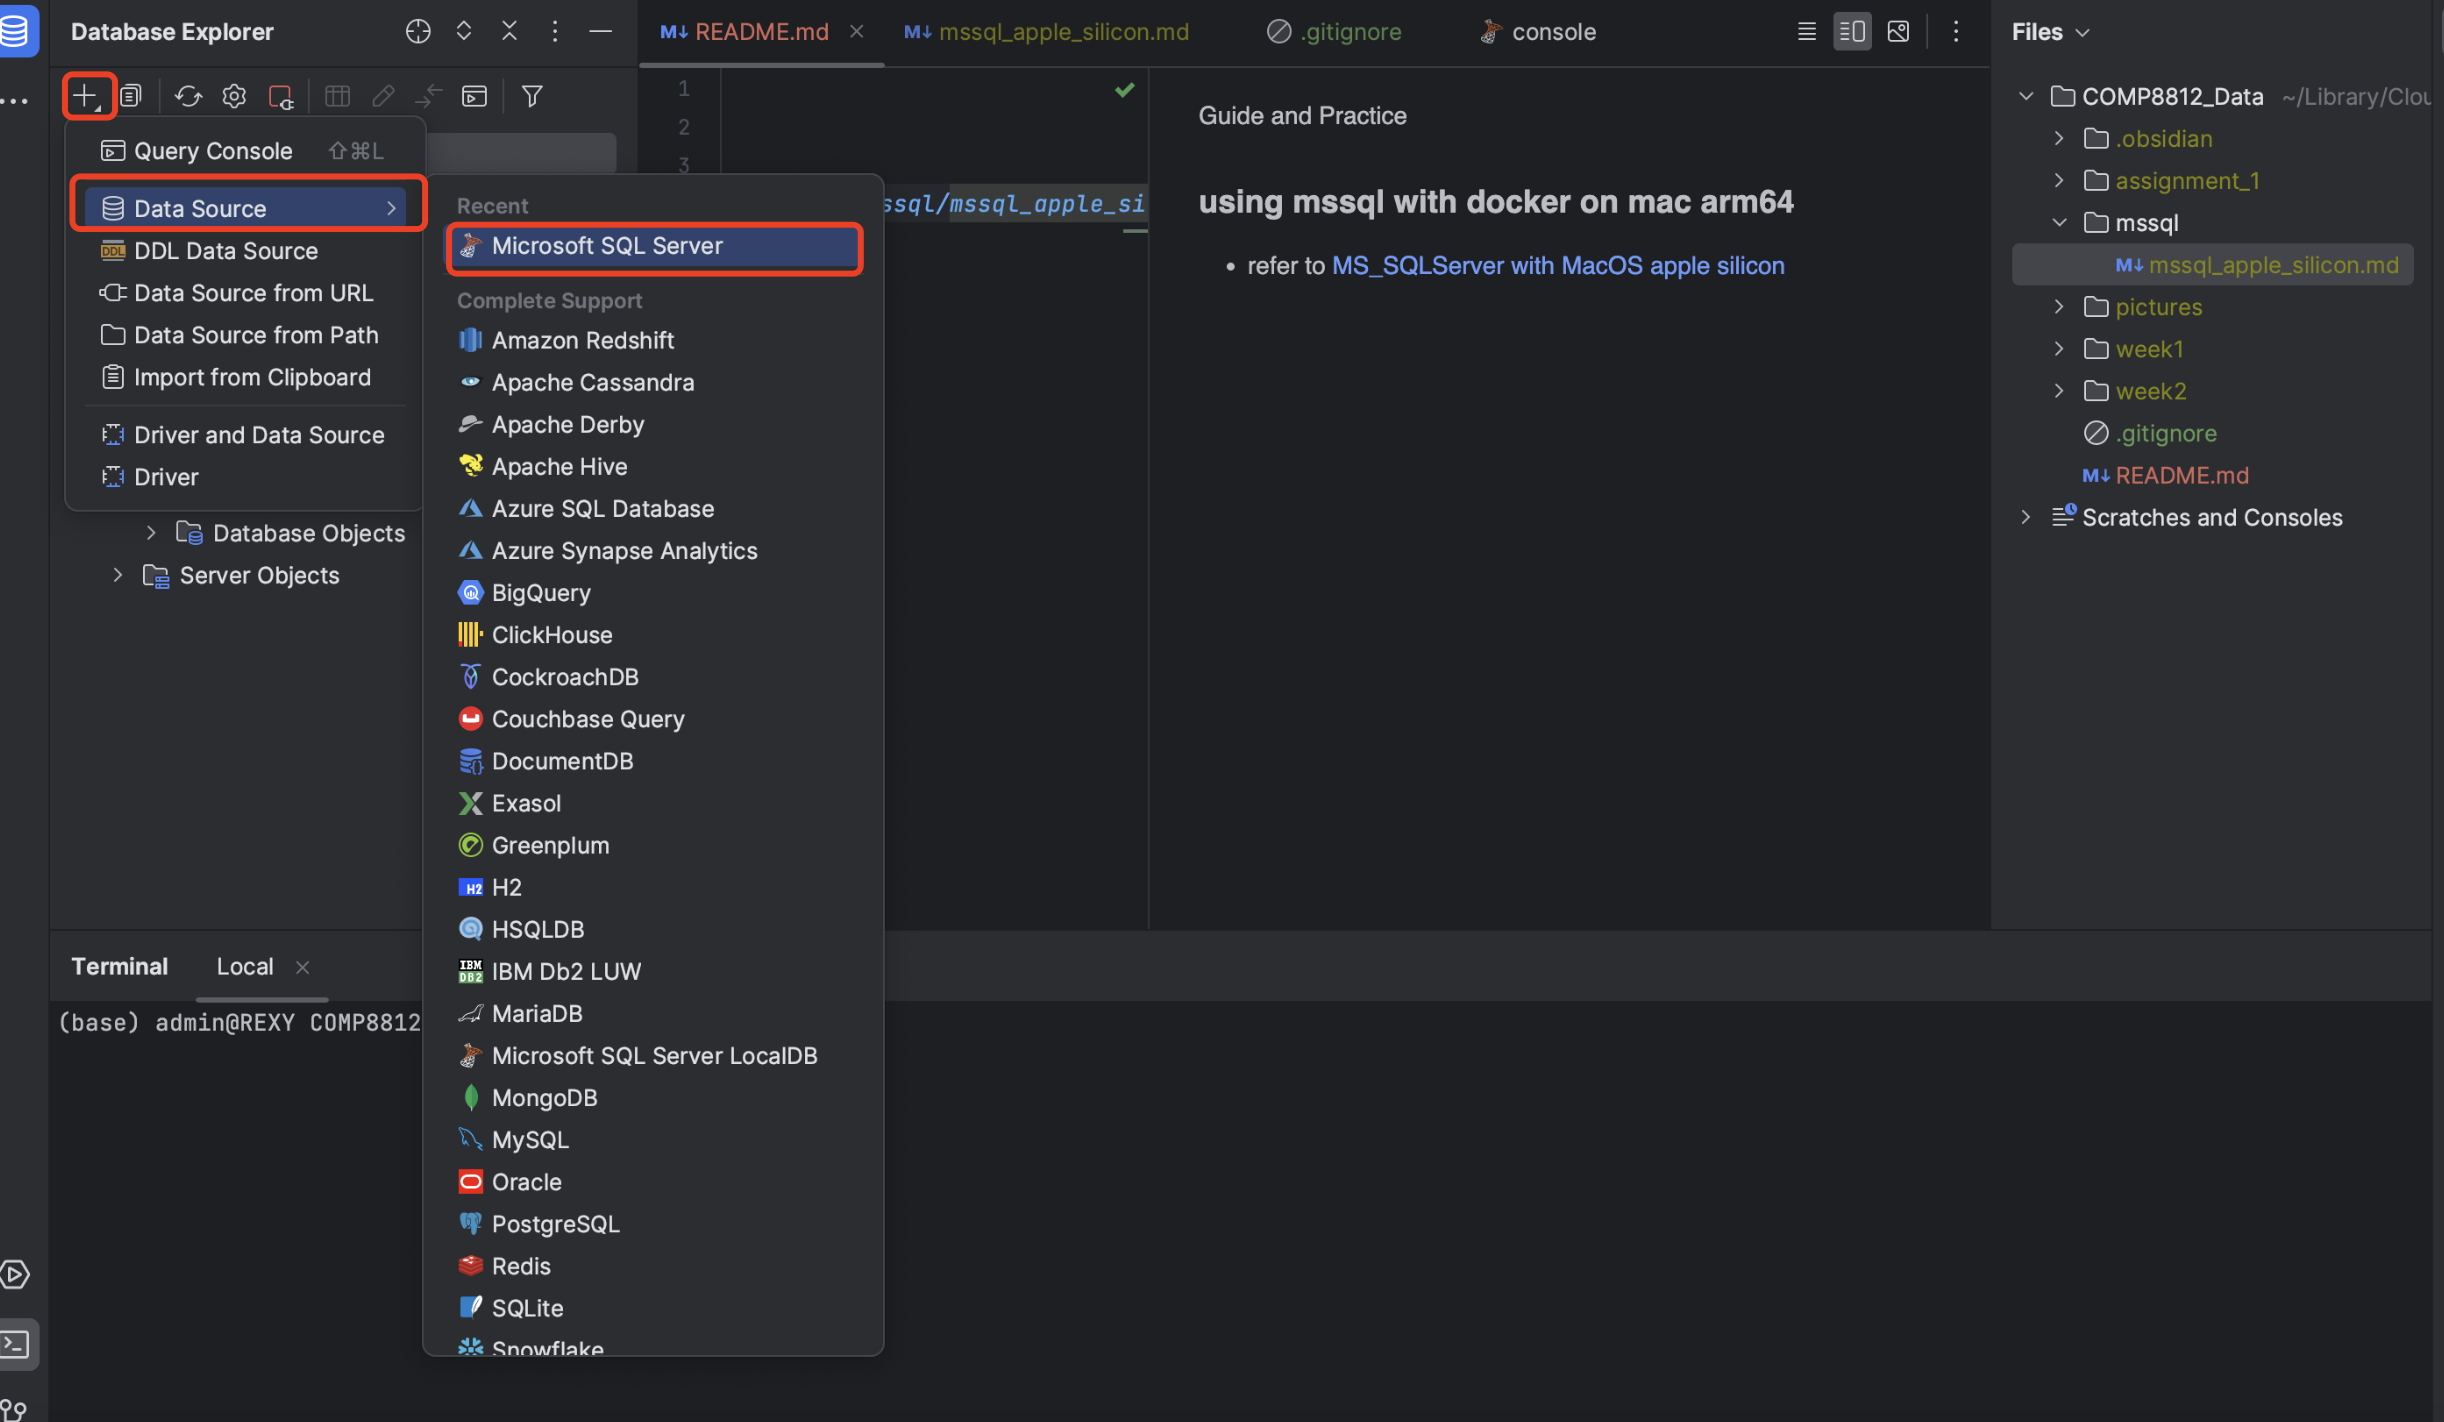 Database Explorer
README.md
mssql_apple_silicon.md
.gitignore
console
Files
Query Console ⇧⌘L
Data Source
DDL Data Source
Data Source from URL
Data Source from Path
Import from Clipboard
Driver and Data Source
Driver
Database Objects
Server Objects
Recent
Microsoft SQL Server
Complete Support
Amazon Redshift
Apache Cassandra
Apache Derby
Apache Hive
Azure SQL Database
Azure Synapse Analytics
BigQuery
ClickHouse
CockroachDB
Couchbase Query
DocumentDB
Exasol
Greenplum
H2
HSQLDB
IBM Db2 LUW
MariaDB
Microsoft SQL Server LocalDB
MongoDB
MySQL
Oracle
PostgreSQL
Redis
SQLite
Snowflake
1
2
3
ssql/mssql_apple_si
Guide and Practice
using mssql with docker on mac arm64
• refer to MS_SQLServer with MacOS apple silicon
COMP8812_Data ~/Library/Clou
.obsidian
assignment_1
mssql
mssql_apple_silicon.md
pictures
week1
week2
.gitignore
README.md
Scratches and Consoles
Terminal
Local
(base) admin@REXY COMP8812